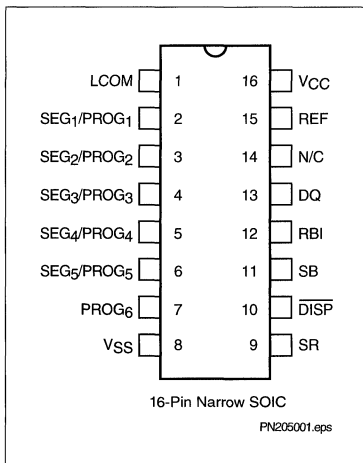 LCOM 1 16 VCC
SEG1/PROG1 2 15 REF
SEG2/PROG2 3 14 N/C
SEG3/PROG3 4 13 DQ
SEG4/PROG4 5 12 RBI
SEG5/PROG5 6 11 SB
PROG6 7 10 DISP
VSS 8 9 SR
16-Pin Narrow SOIC
PN205001.eps